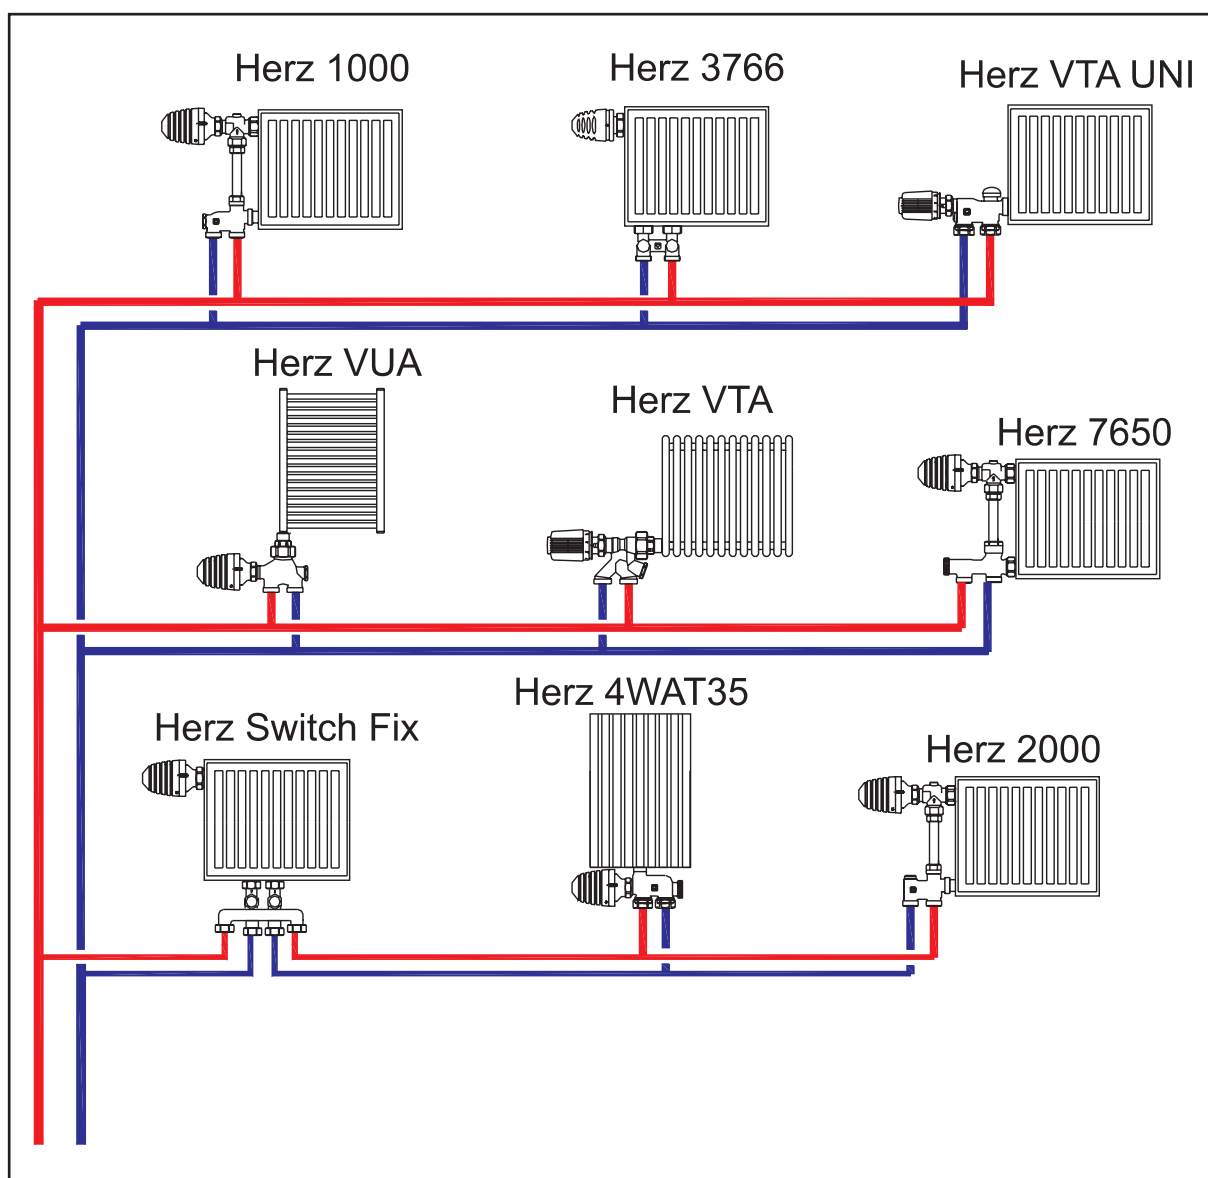 Herz 1000
Herz 3766
Herz VTA UNI
Herz VUA
Herz VTA
Herz 7650
Herz Switch Fix
Herz 4WAT35
Herz 2000